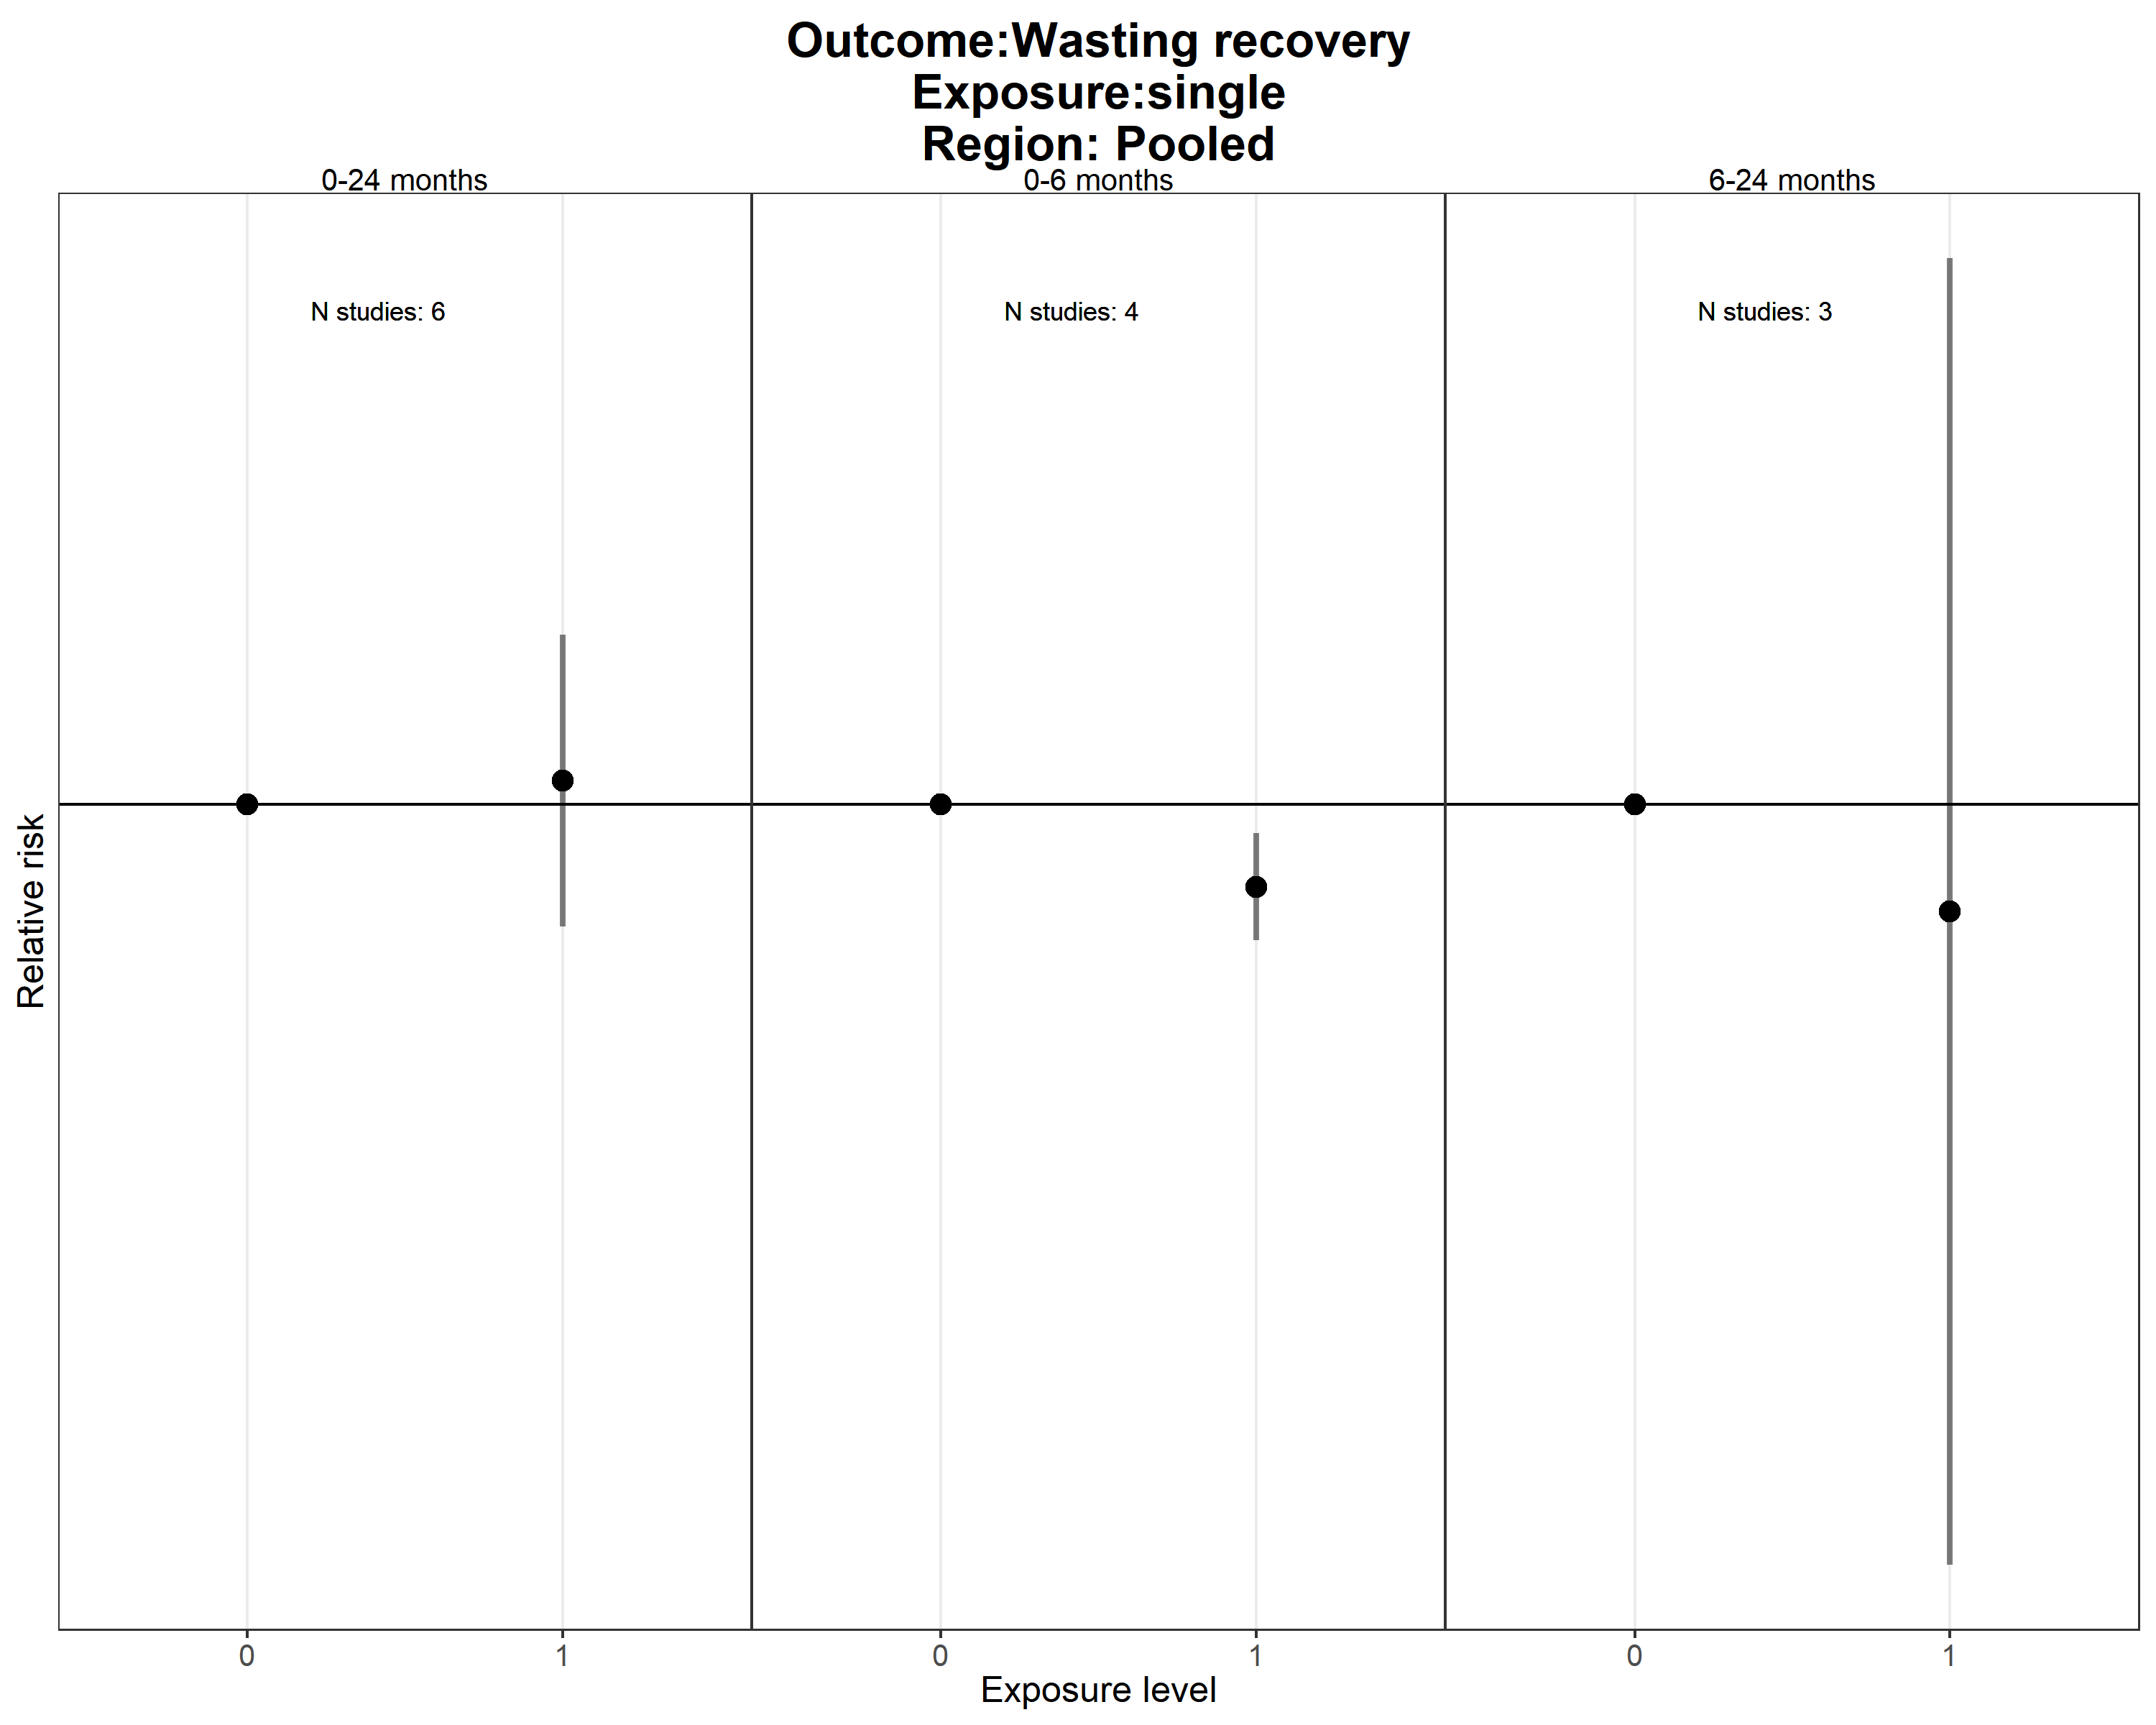 Outcome:Wasting recovery
Exposure:single
Region: Pooled
0-24 months
0-6 months
6-24 months
N studies: 6
N studies: 4
N studies: 3
Relative risk
0
1
0
1
0
1
Exposure level